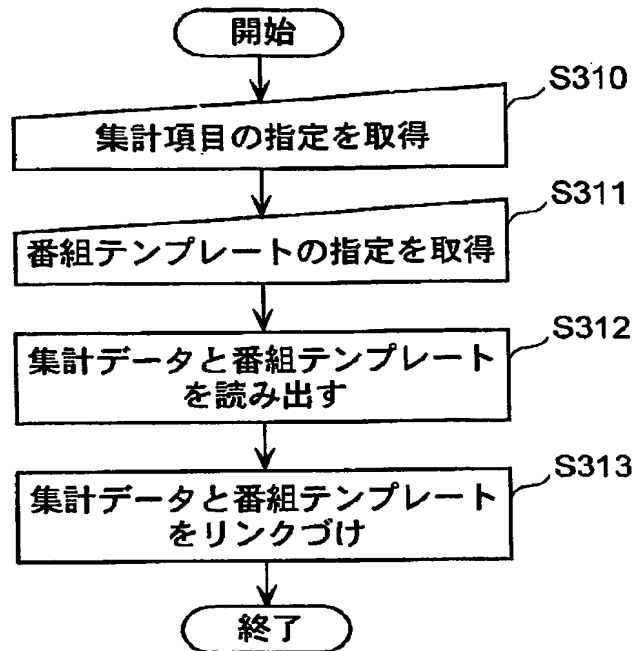 開始
S310
集計項目の指定を取得
S311
番組テンプレートの指定を取得
S312
集計データと番組テンプレート
を読み出す
S313
集計データと番組テンプレート
をリンクづけ
終了